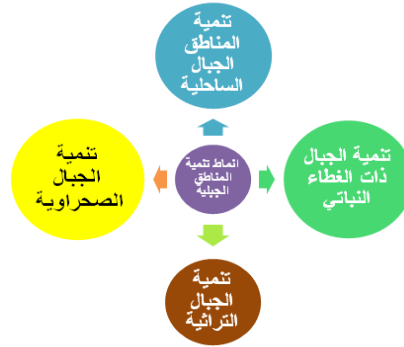 تنمية
المناطق
الجبال
الساحلية
تنمية الجبال
ذات الغطاء
النباتي
انماط تنمية
المناطق
الجبلية
تنمية
الجبال
الصحراوية
تنمية
الجبال
التراثية